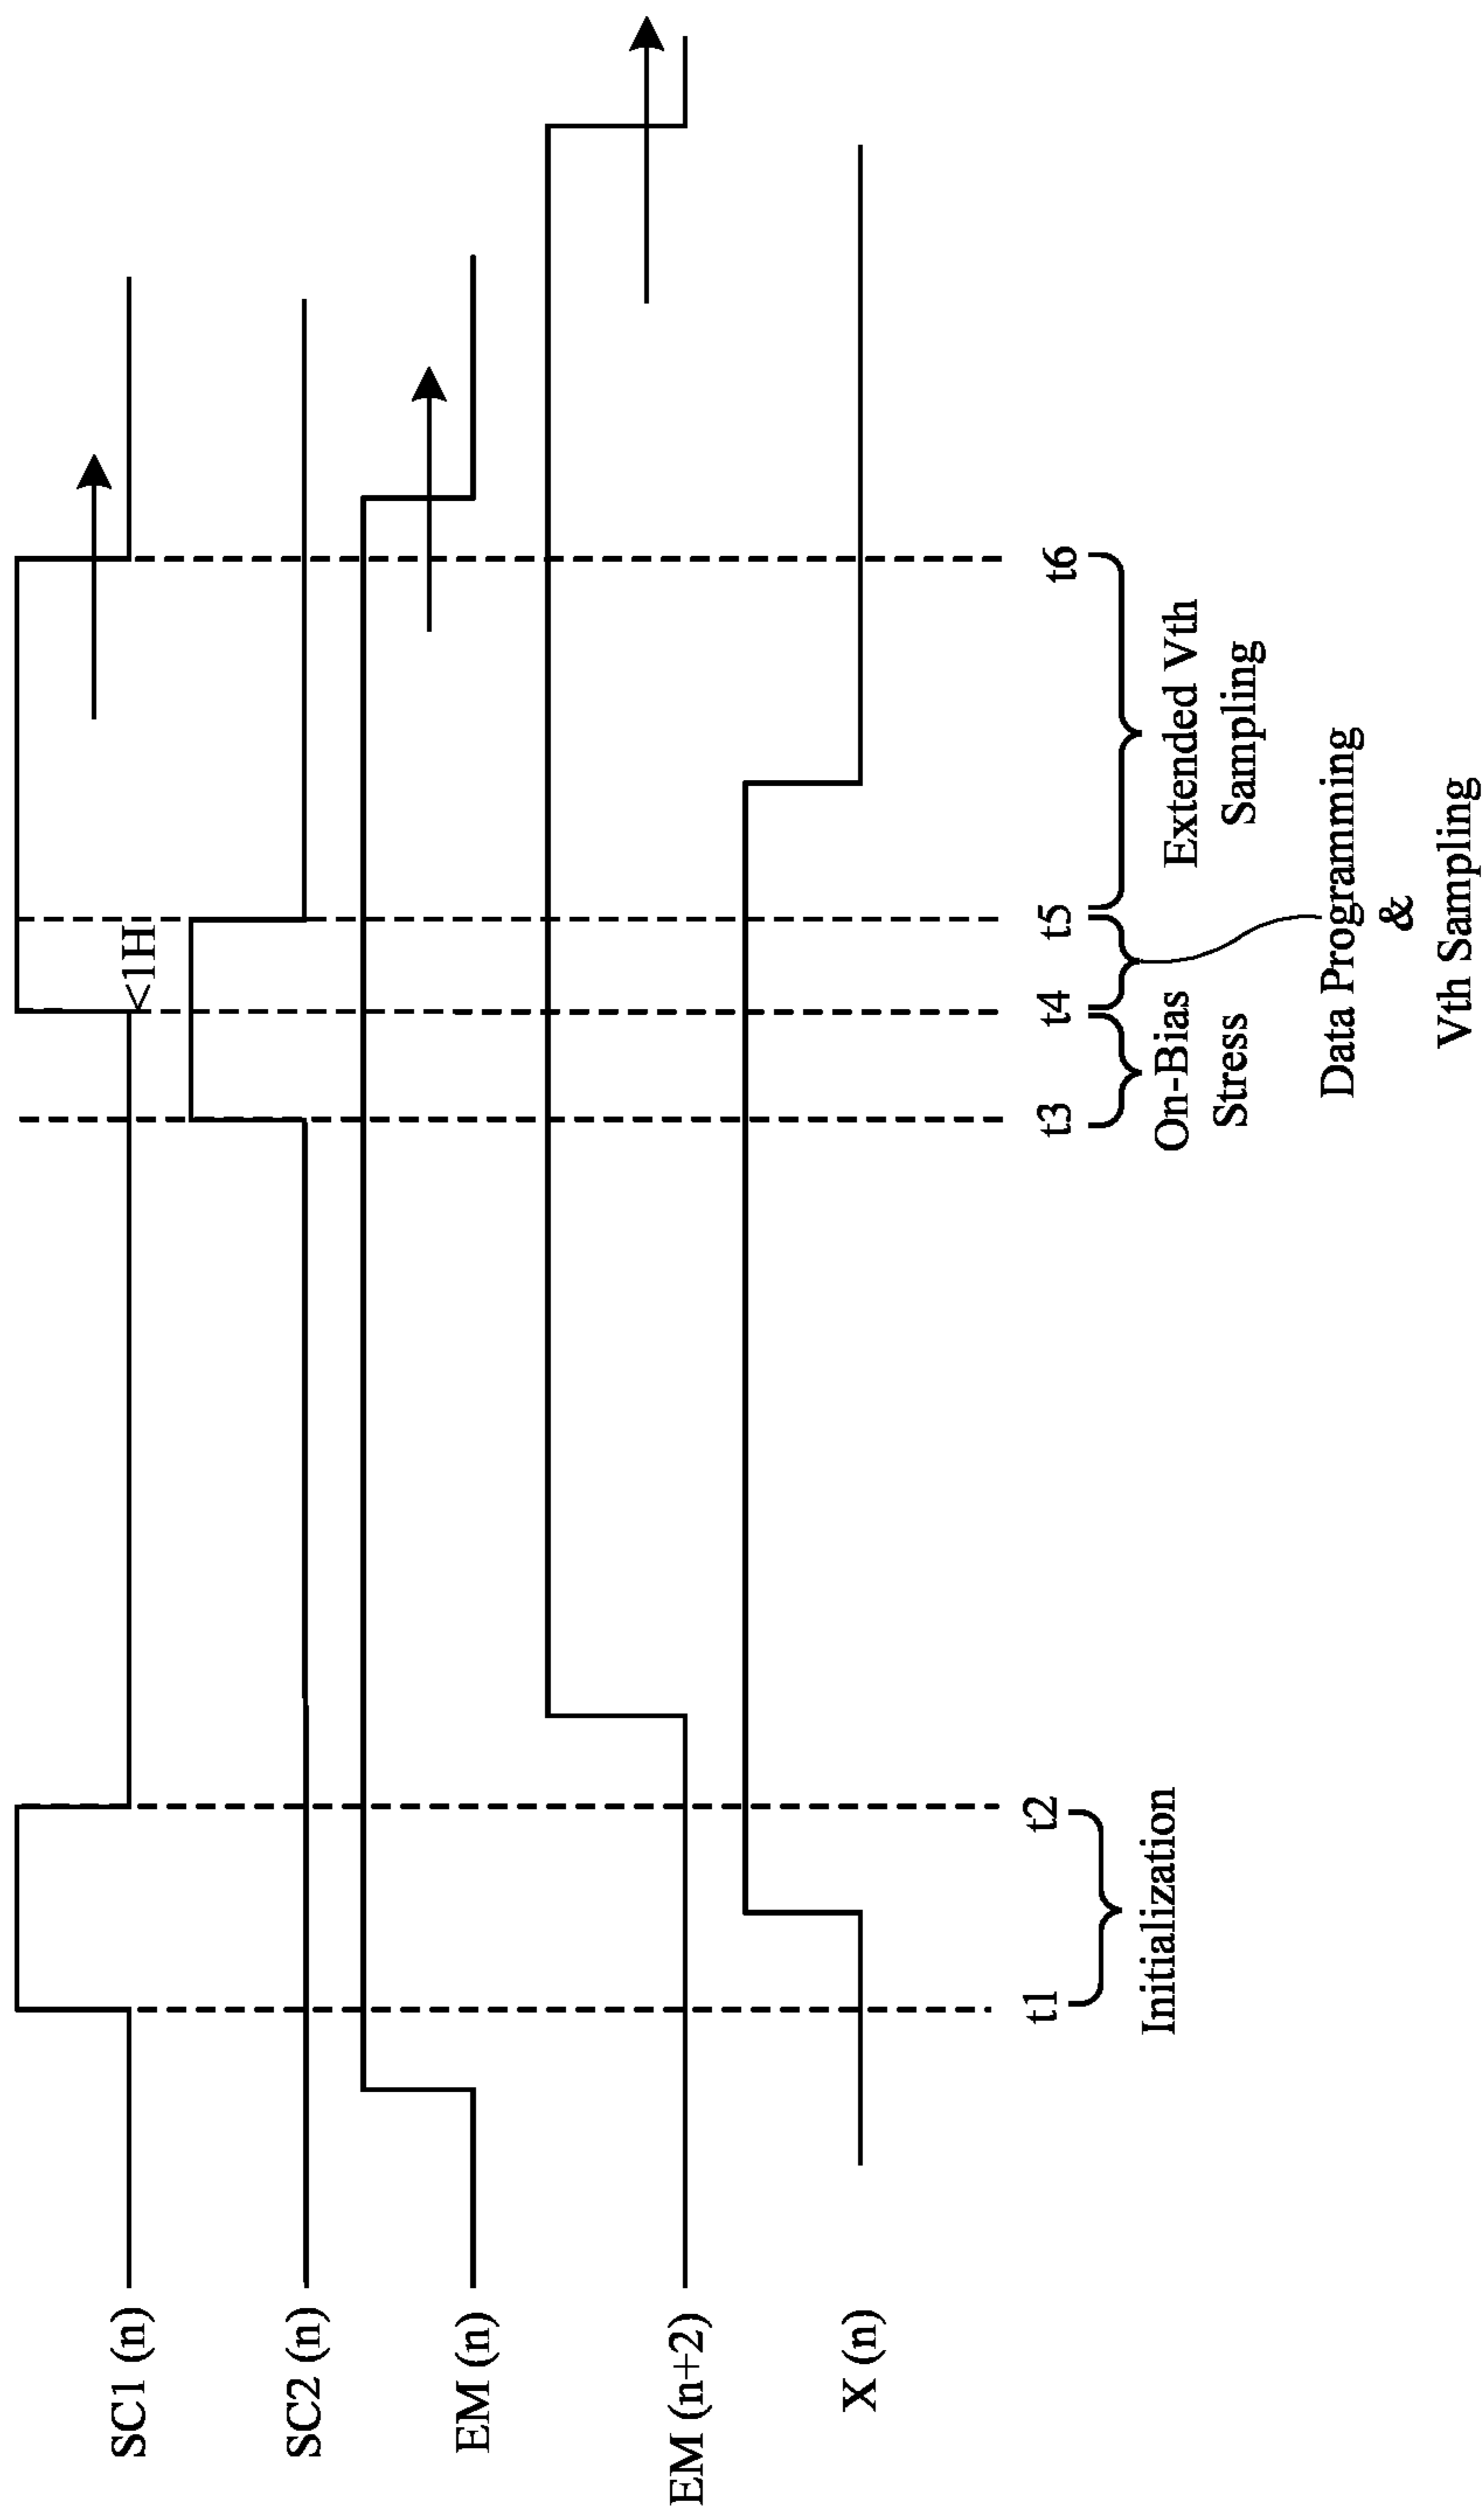 SC1 (n)
<1H
SC2 (n)
EM (n)
EM (n+2)
X (n)
t1
t2
t3
t4
t5
t6
Initialization
On-Bias
Stress
Extended Vth
Sampling
Data Programming
&
Vth Sampling